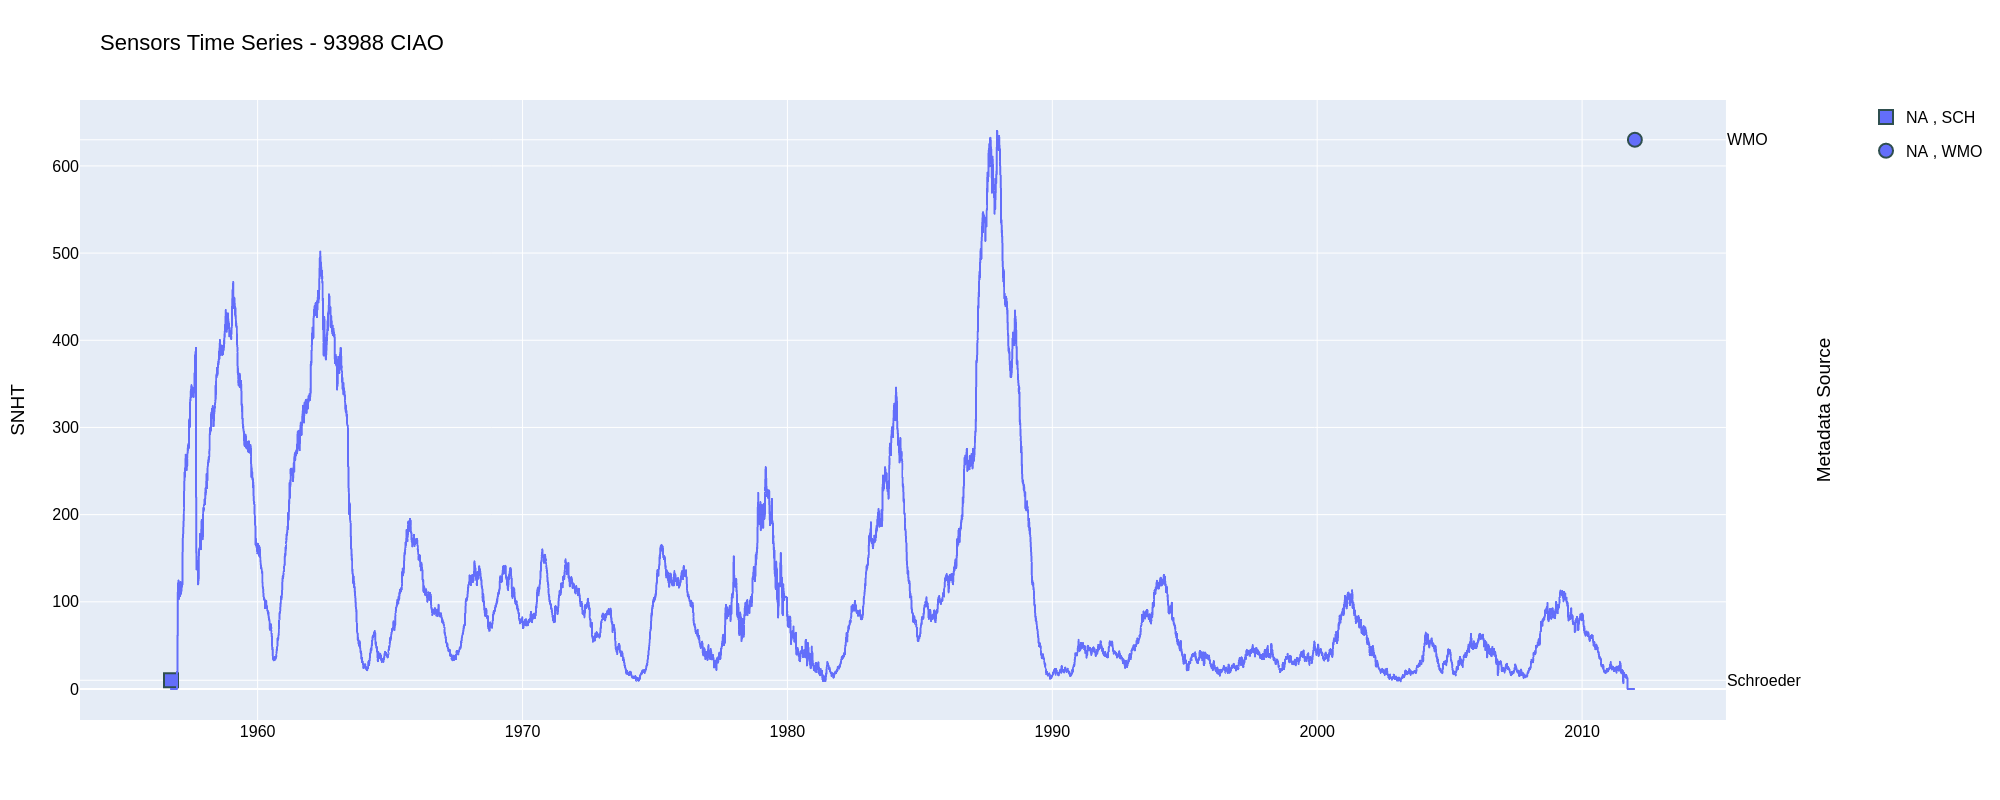 Sensors Time Series - 93988 CIAO
NA , SCH
NA , WMO
WMO
Schroeder
Metadata Source
SNHT
600
500
400
300
200
100
0
1960
1970
1980
1990
2000
2010